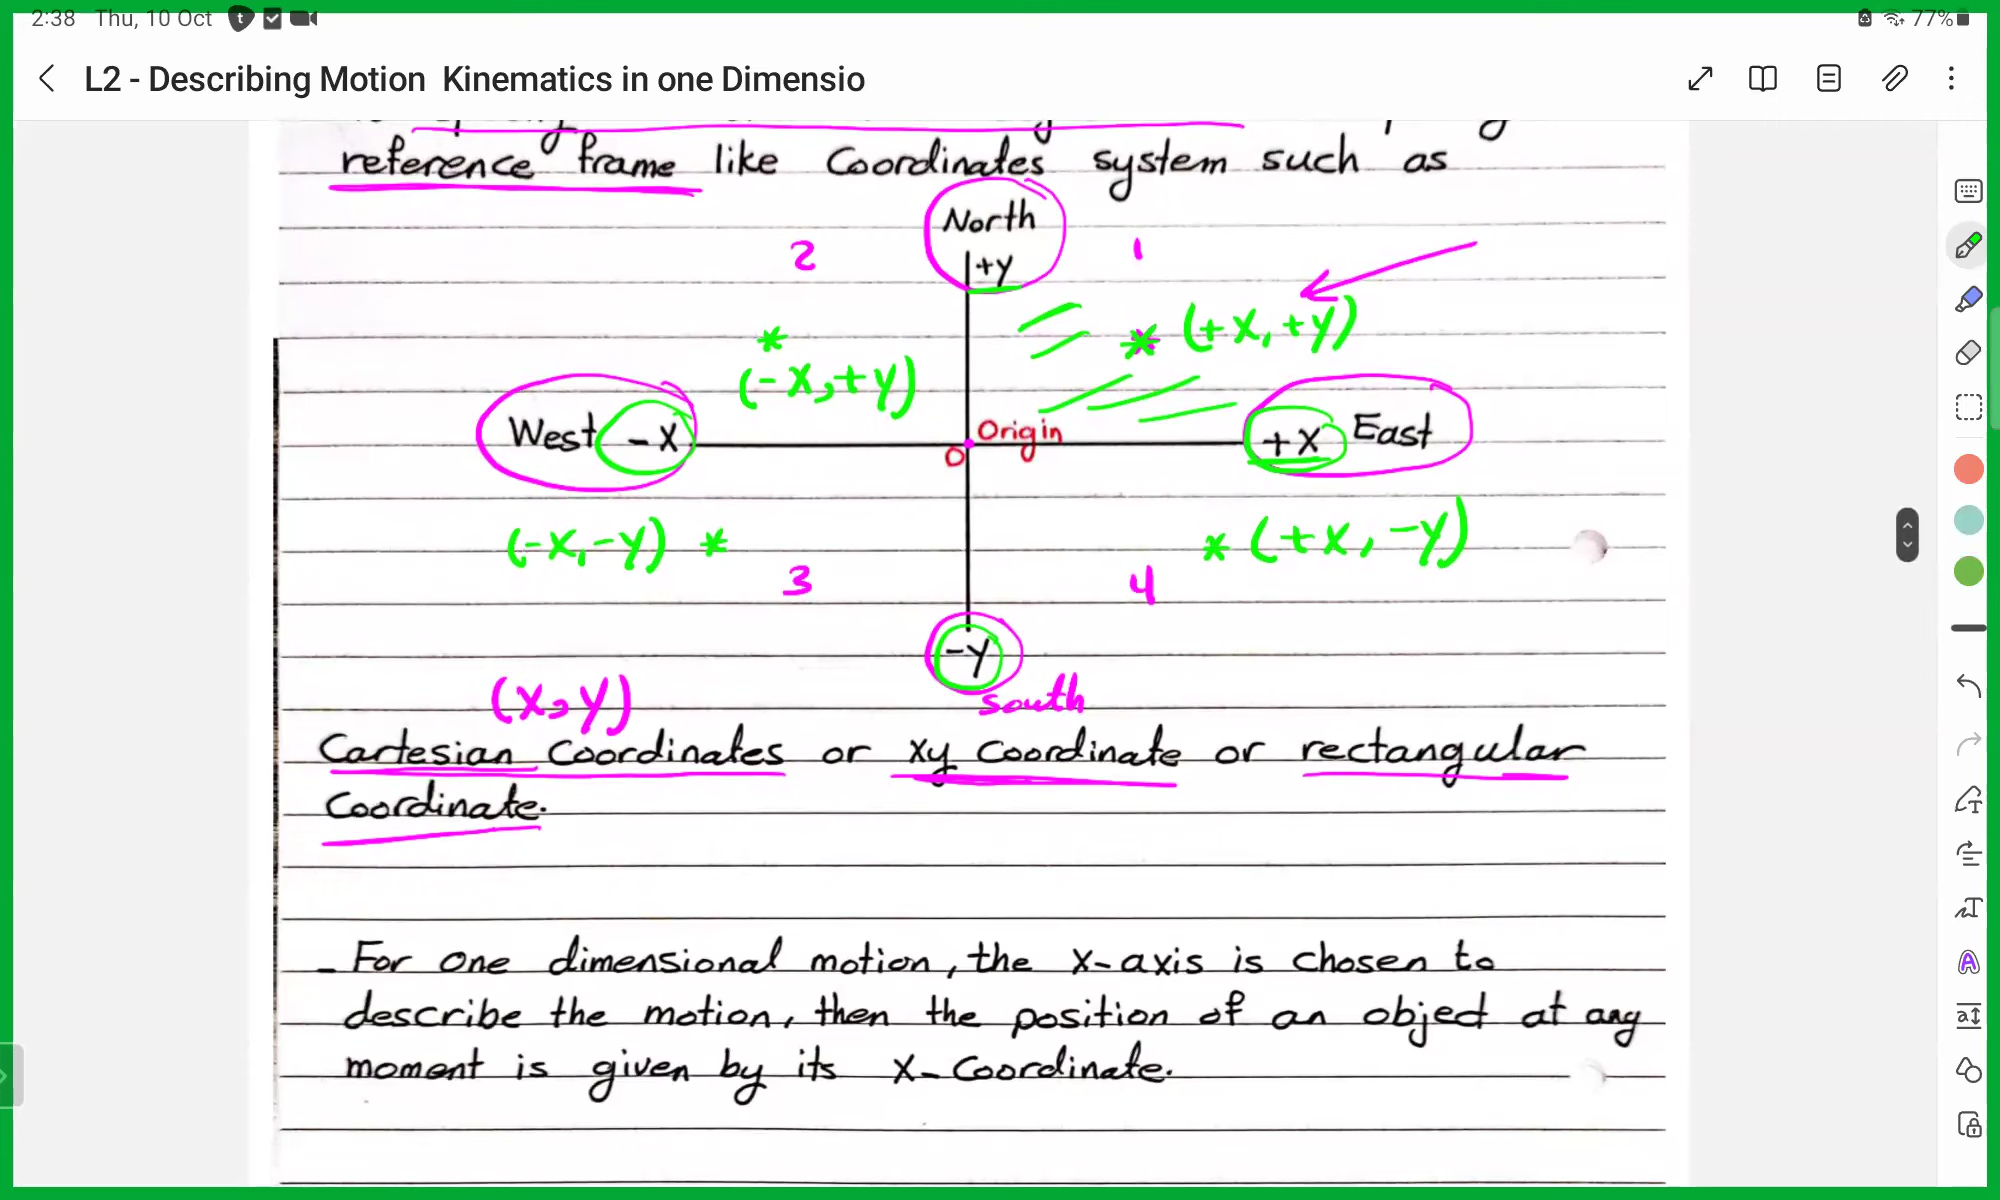 2:38 Thu, 10 Oct
77%
L2 - Describing Motion Kinematics in one Dimensio
reference frame like Coordinates system such as
North
2
1
+y
* (+x, +y)
*
(-x, +y)
West -x
Origin
+x East
0
(-x, -y) *
* (+x, -y)
3
4
-y
(x, y)
South
Cartesian Coordinates or xy Coordinate or rectangular
Coordinate.
- For one dimensional motion, the x-axis is chosen to
describe the motion, then the position of an object at any
moment is given by its x-Coordinate.